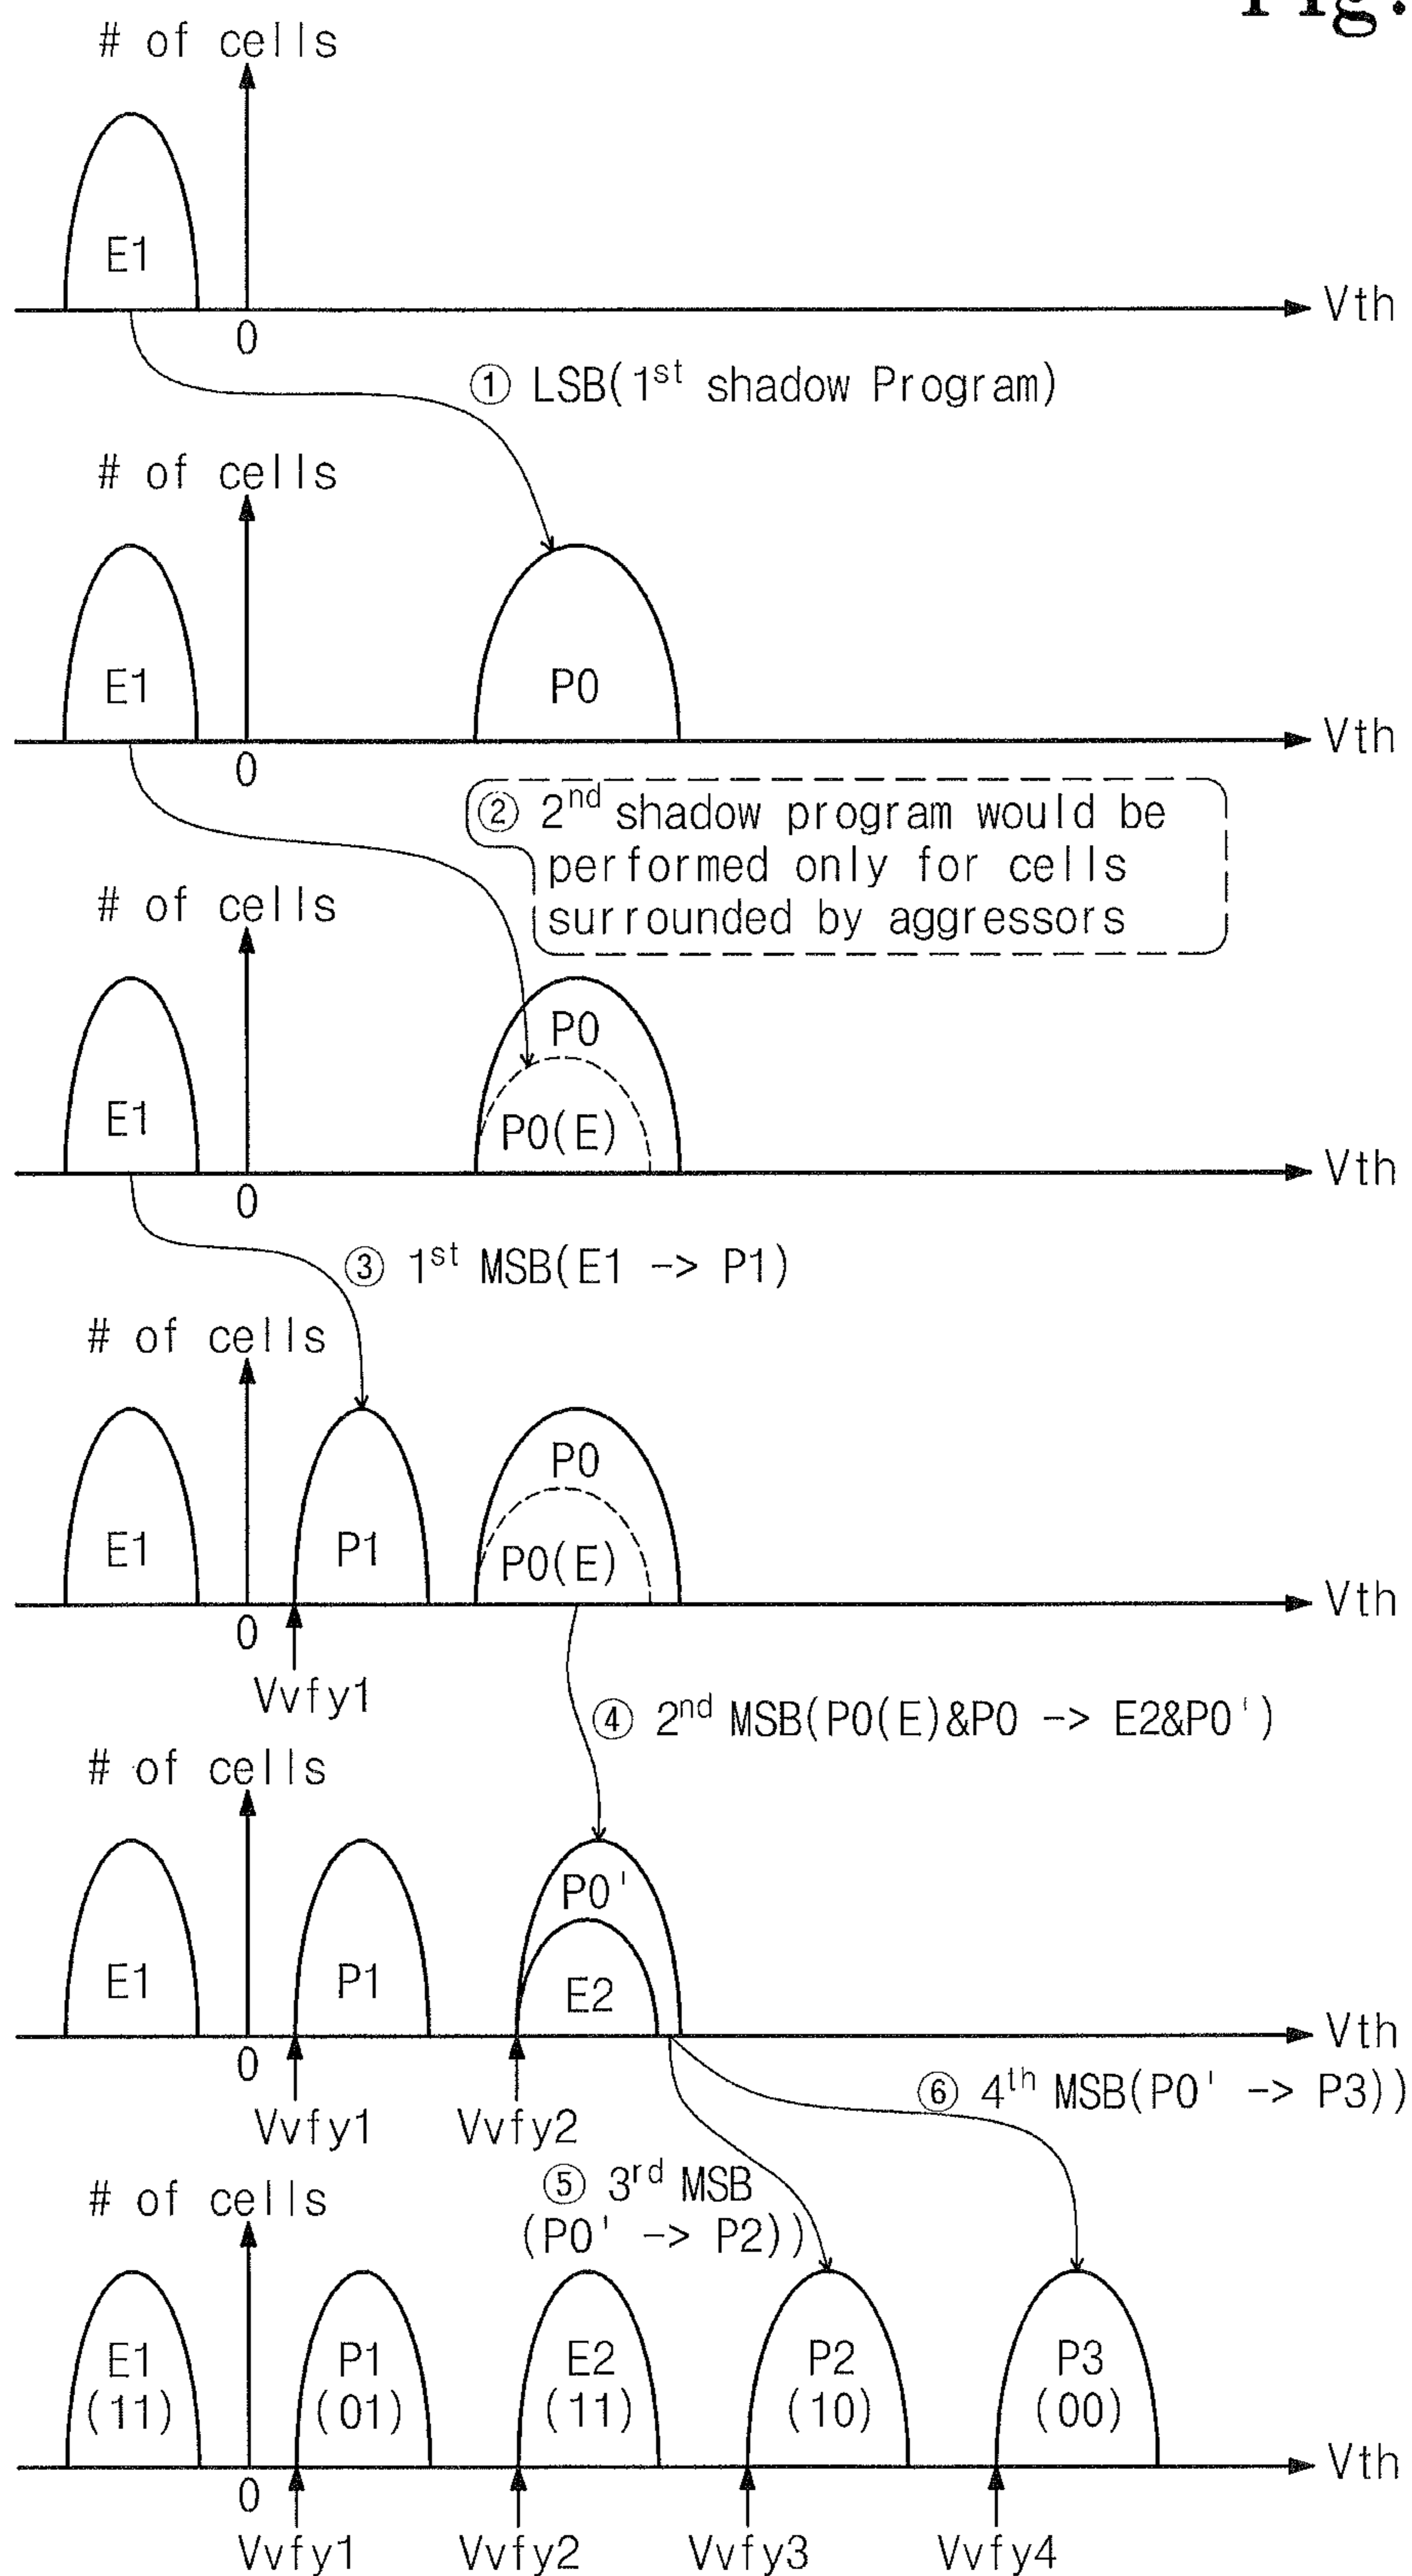 Fig.
# of cells
E1
0
Vth
① LSB(1st shadow Program)
# of cells
E1
P0
0
Vth
② 2nd shadow program would be
performed only for cells
surrounded by aggressors
# of cells
E1
P0
P0(E)
0
Vth
③ 1st MSB(E1 -> P1)
# of cells
E1
P1
P0
P0(E)
0
Vth
Vvfy1
④ 2nd MSB(P0(E)&P0 -> E2&P0')
# of cells
E1
P1
P0'
E2
0
Vth
Vvfy1
Vvfy2
⑥ 4th MSB(P0' -> P3))
⑤ 3rd MSB
(P0' -> P2))
# of cells
E1
(11)
P1
(01)
E2
(11)
P2
(10)
P3
(00)
0
Vth
Vvfy1
Vvfy2
Vvfy3
Vvfy4